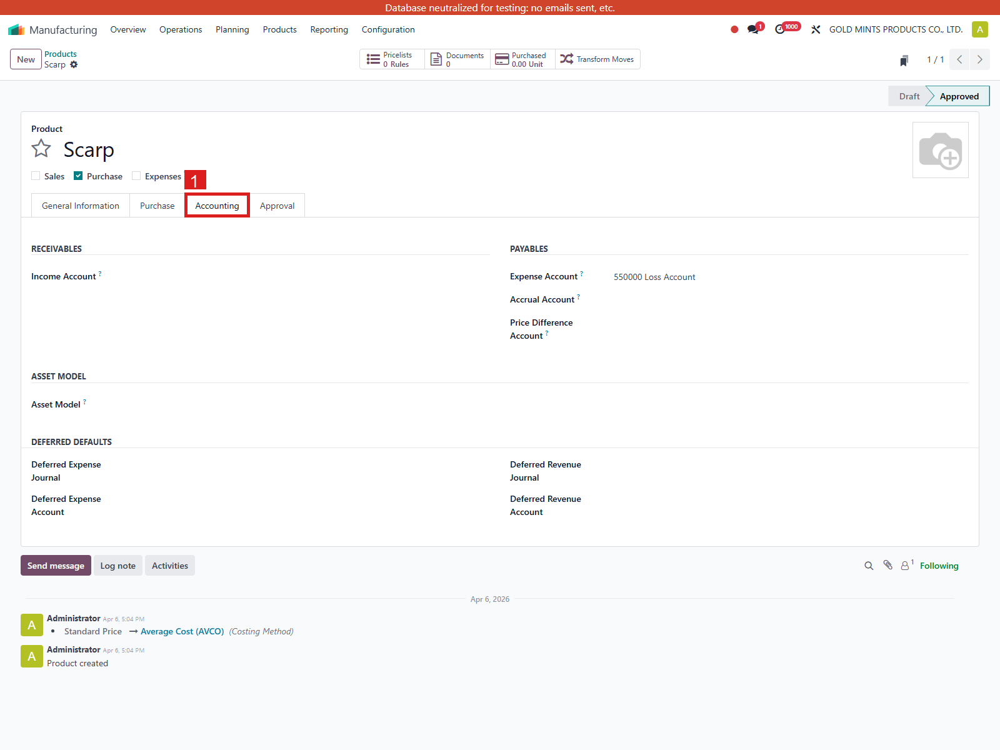 Database neutralized for testing: no emails sent, etc.
Manufacturing Overview Operations Planning Products Reporting Configuration 1 1000 GOLD MINTS PRODUCTS CO., LTD. A
New Products
Scarp
Pricelists
0 Rules
Documents
0
Purchased
0.00 Unit
Transform Moves
1 / 1
Draft Approved
Product
Scarp
Sales Purchase Expenses
1
General Information Purchase Accounting Approval
RECEIVABLES
Income Account ?
PAYABLES
Expense Account ? 550000 Loss Account
Accrual Account ?
Price Difference
Account ?
ASSET MODEL
Asset Model ?
DEFERRED DEFAULTS
Deferred Expense
Journal
Deferred Revenue
Journal
Deferred Expense
Account
Deferred Revenue
Account
Send message Log note Activities 1 Following
Apr 6, 2026
A Administrator Apr 6, 5:04 PM
• Standard Price → Average Cost (AVCO) (Costing Method)
A Administrator Apr 6, 5:04 PM
Product created